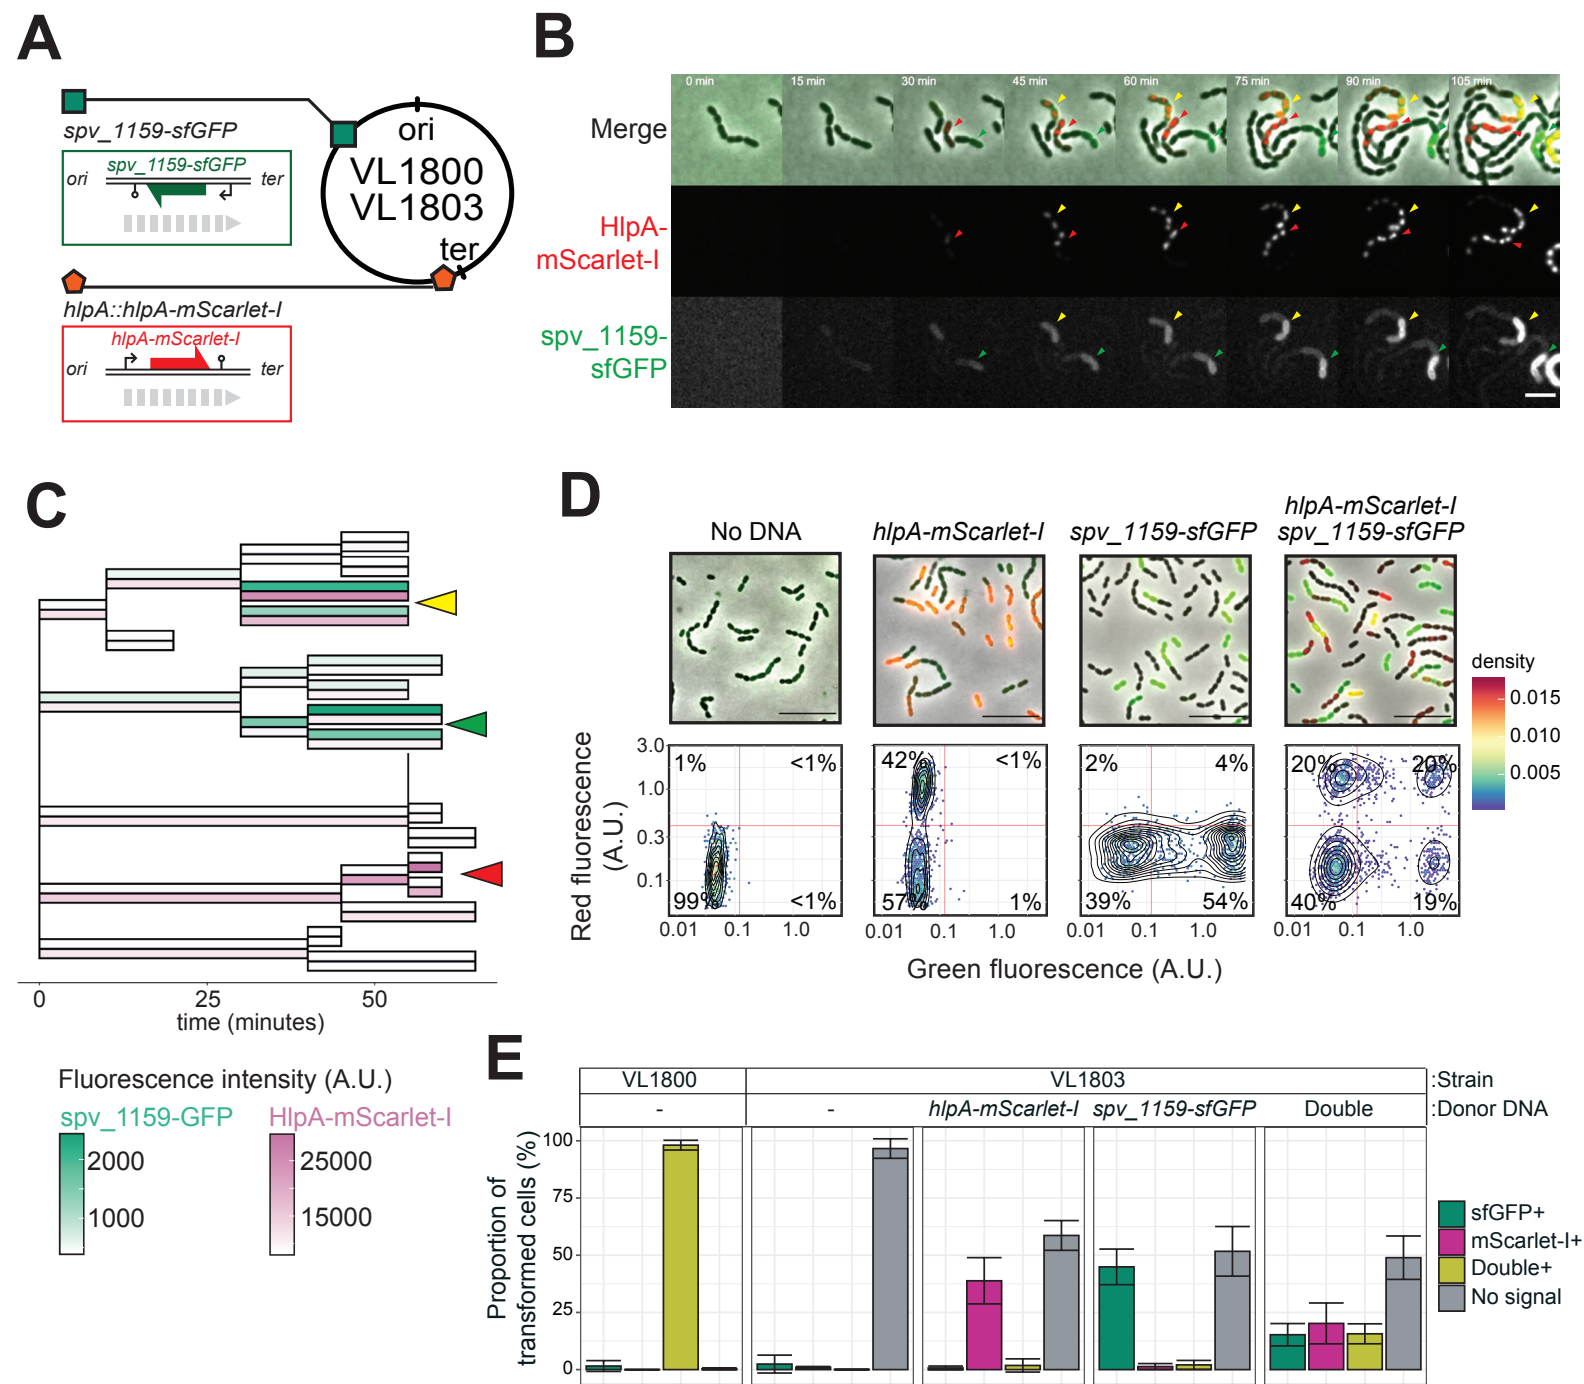 A
spv_1159-sfGFP
spv_1159-sfGFP
ori
ter
ori
VL1800
VL1803
ter
hlpA::hlpA-mScarlet-I
hlpA-mScarlet-I
ori
ter
B
0 min
15 min
30 min
45 min
60 min
75 min
90 min
105 min
Merge
HlpA-
mScarlet-I
spv_1159-
sfGFP
C
0
25
50
time (minutes)
Fluorescence intensity (A.U.)
spv_1159-GFP
HlpA-mScarlet-I
2000
1000
25000
15000
D
No DNA
hlpA-mScarlet-I
spv_1159-sfGFP
hlpA-mScarlet-I
spv_1159-sfGFP
density
0.015
0.010
0.005
Red fluorescence
(A.U.)
3.0
1.0
0.3
0.1
1%
<1%
99%
<1%
42%
<1%
57%
1%
2%
4%
39%
54%
20%
20%
40%
19%
0.01
0.1
1.0
0.01
0.1
1.0
0.01
0.1
1.0
0.01
0.1
1.0
Green fluorescence (A.U.)
E
VL1800
VL1803
:Strain
-
-
hlpA-mScarlet-I
spv_1159-sfGFP
Double
:Donor DNA
Proportion of
transformed cells (%)
100
75
50
25
0
sfGFP+
mScarlet-I+
Double+
No signal